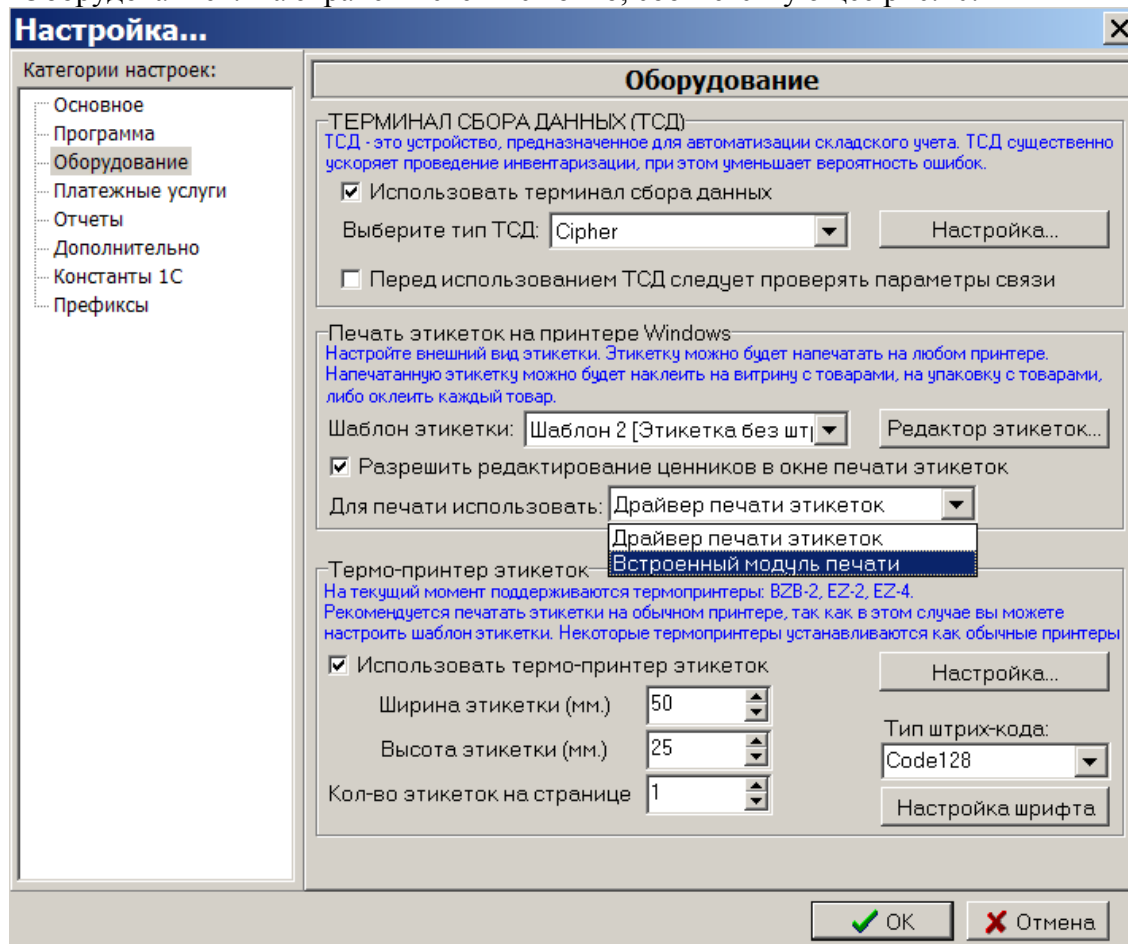 Настройка...
Категории настроек:
Основное
Программа
Оборудование
Платежные услуги
Отчеты
Дополнительно
Константы 1С
Префиксы
Оборудование
ТЕРМИНАЛ СБОРА ДАННЫХ (ТСД)
ТСД - это устройство, предназначенное для автоматизации складского учета. ТСД существенно
ускоряет проведение инвентаризации, при этом уменьшает вероятность ошибок.
Использовать терминал сбора данных
Выберите тип ТСД: Cipher Настройка...
Перед использованием ТСД следует проверять параметры связи
Печать этикеток на принтере Windows
Настройте внешний вид этикетки. Этикетку можно будет напечатать на любом принтере.
Напечатанную этикетку можно будет наклеить на витрину с товарами, на упаковку с товарами,
либо оклеить каждый товар.
Шаблон этикетки: Шаблон 2 [Этикетка без шт Редактор этикеток...
Разрешить редактирование ценников в окне печати этикеток
Для печати использовать: Драйвер печати этикеток
Драйвер печати этикеток
Встроенный модуль печати
Термо-принтер этикеток
На текущий момент поддерживаются термопринтеры: BZB-2, EZ-2, EZ-4.
Рекомендуется печатать этикетки на обычном принтере, так как в этом случае вы можете
настроить шаблон этикетки. Некоторые термопринтеры устанавливаются как обычные принтеры
Использовать термо-принтер этикеток Настройка...
Ширина этикетки (мм.) 50
Тип штрих-кода:
Высота этикетки (мм.) 25 Code128
Кол-во этикеток на странице 1 Настройка шрифта
OK Отмена